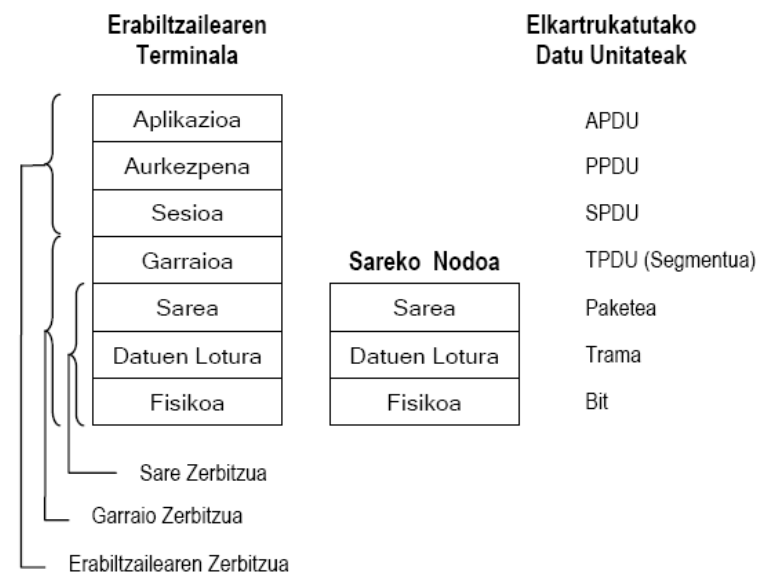 Erabiltzailearen
Terminala
Elkartrukatutako
Datu Unitateak
Aplikazioa
APDU
Aurkezpena
PPDU
Sesioa
SPDU
Garraioa
Sareko Nodoa
TPDU (Segmentua)
Sarea
Sarea
Paketea
Datuen Lotura
Datuen Lotura
Trama
Fisikoa
Fisikoa
Bit
Sare Zerbitzua
Garraio Zerbitzua
Erabiltzailearen Zerbitzua